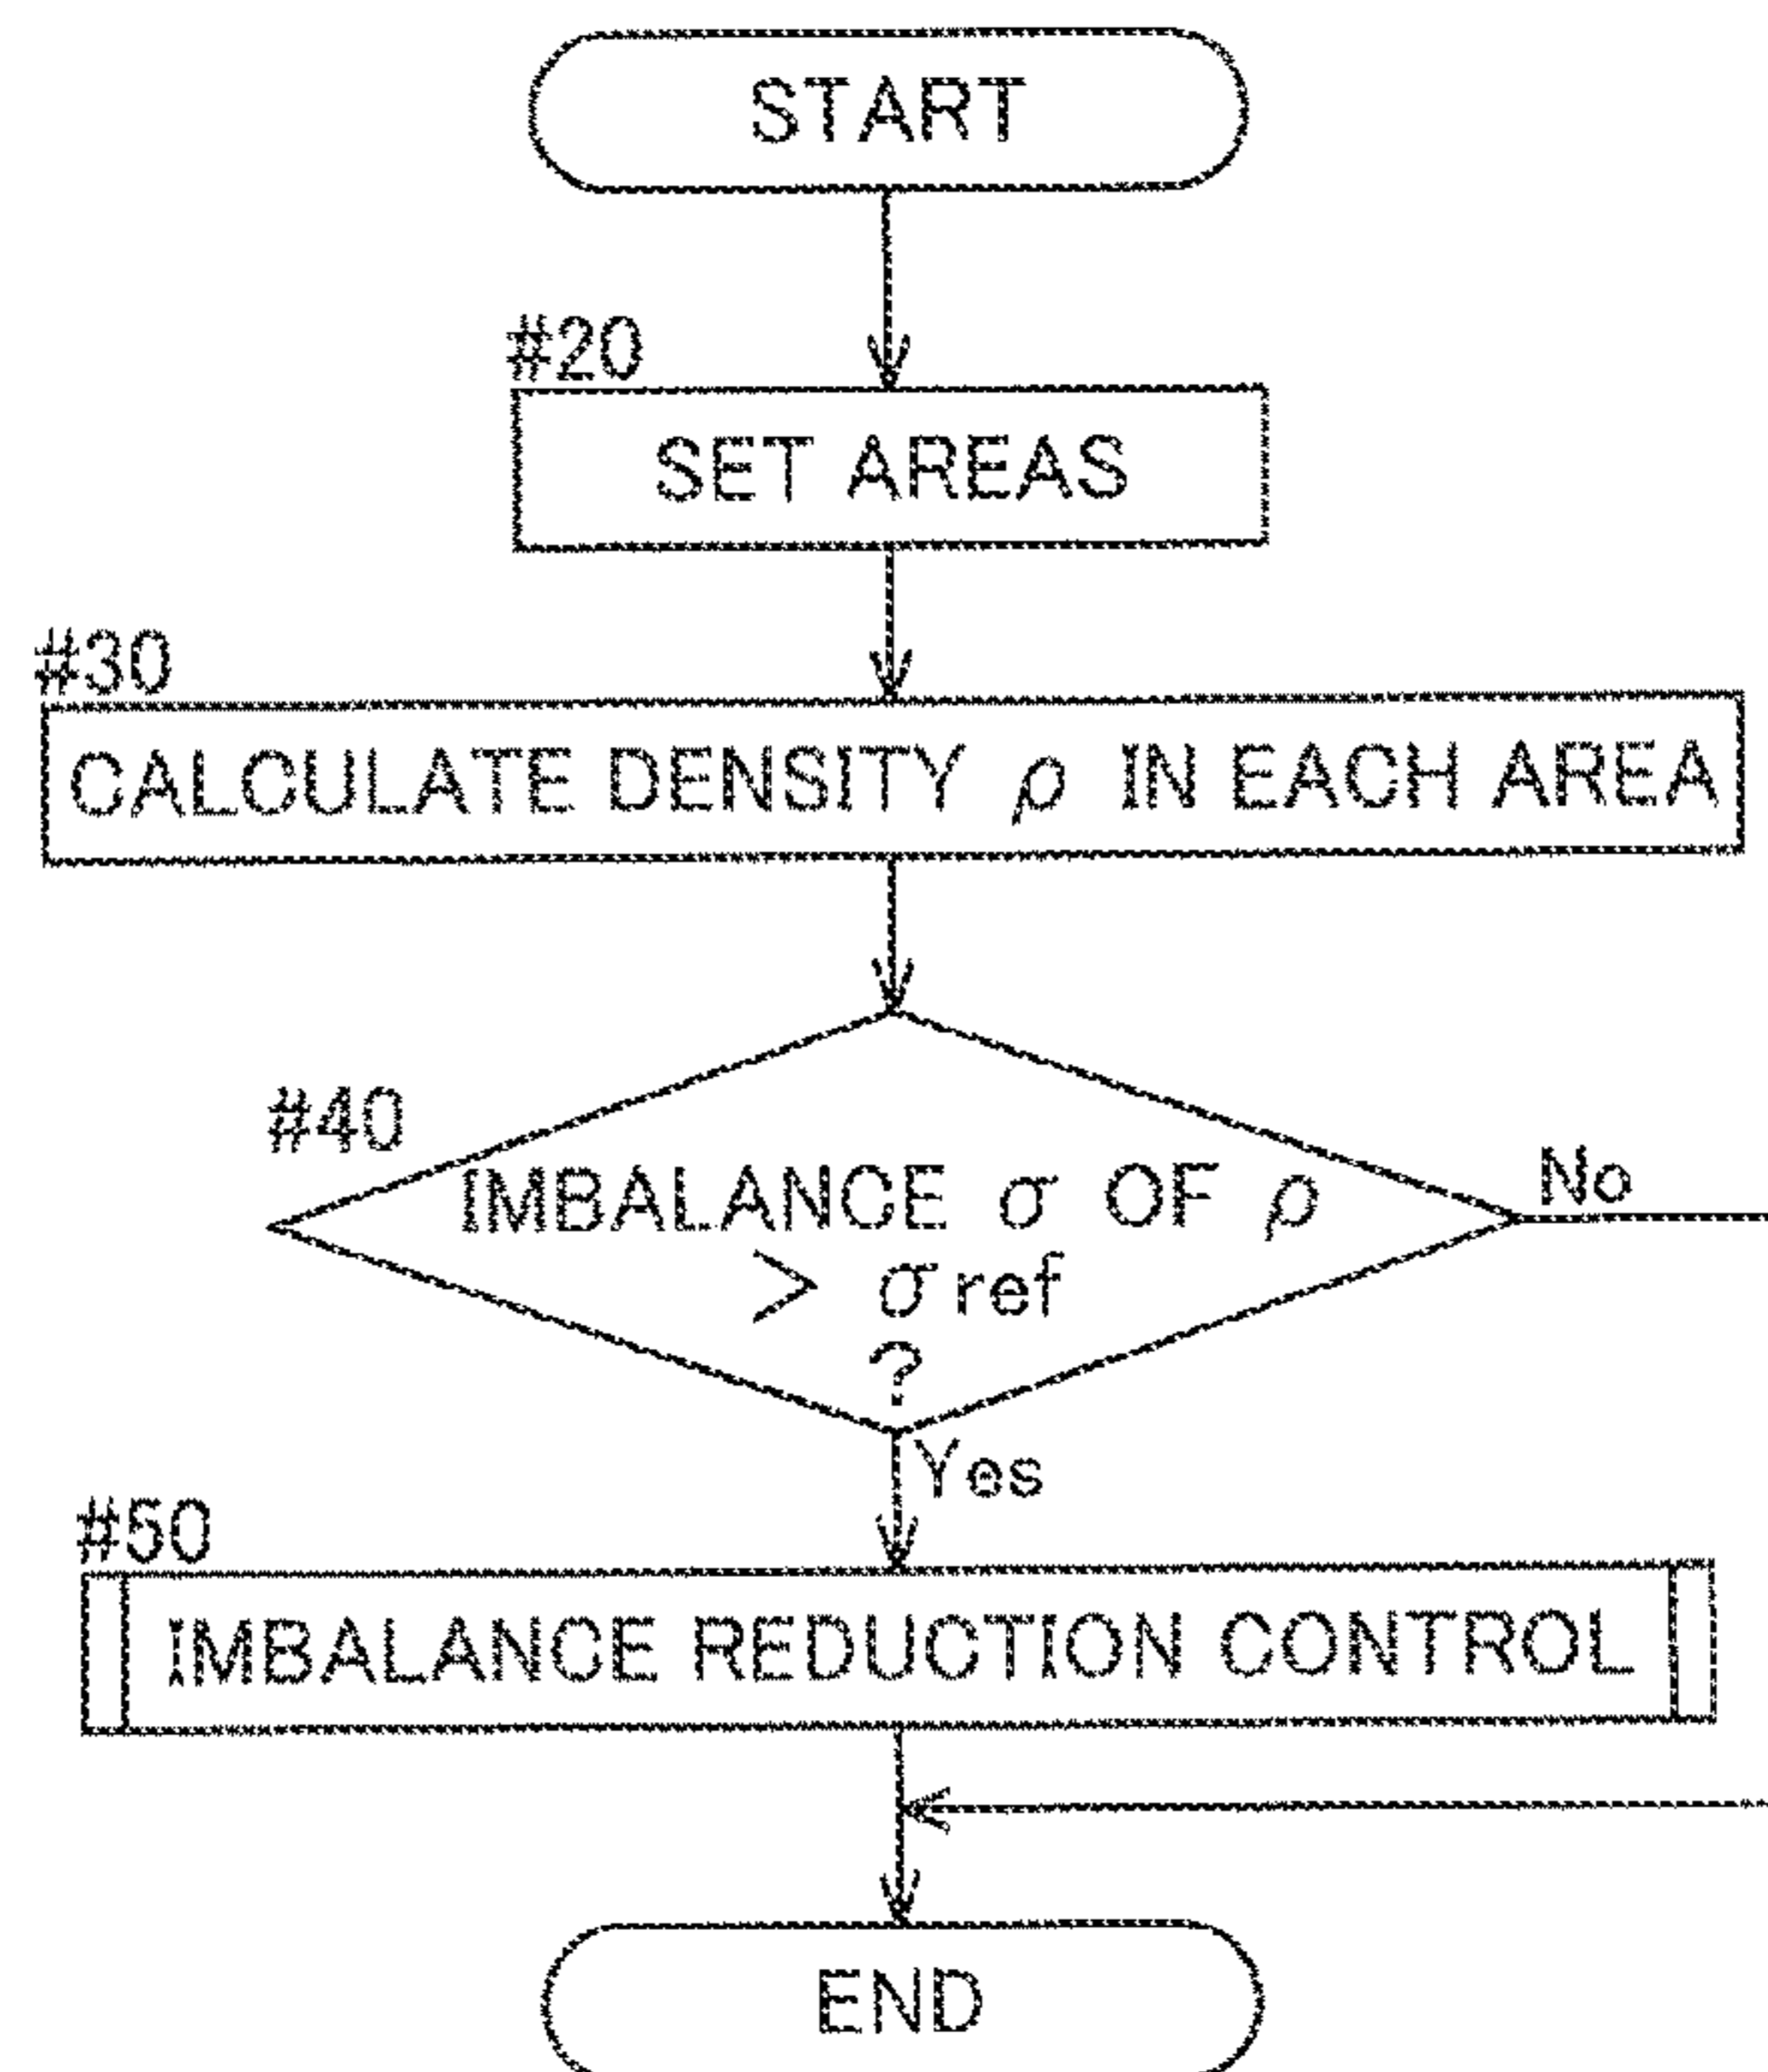 START
#20
SET AREAS
#30
CALCULATE DENSITY ρ IN EACH AREA
#40
IMBALANCE σ OF ρ
> σref
?
No
Yes
#50
IMBALANCE REDUCTION CONTROL
END